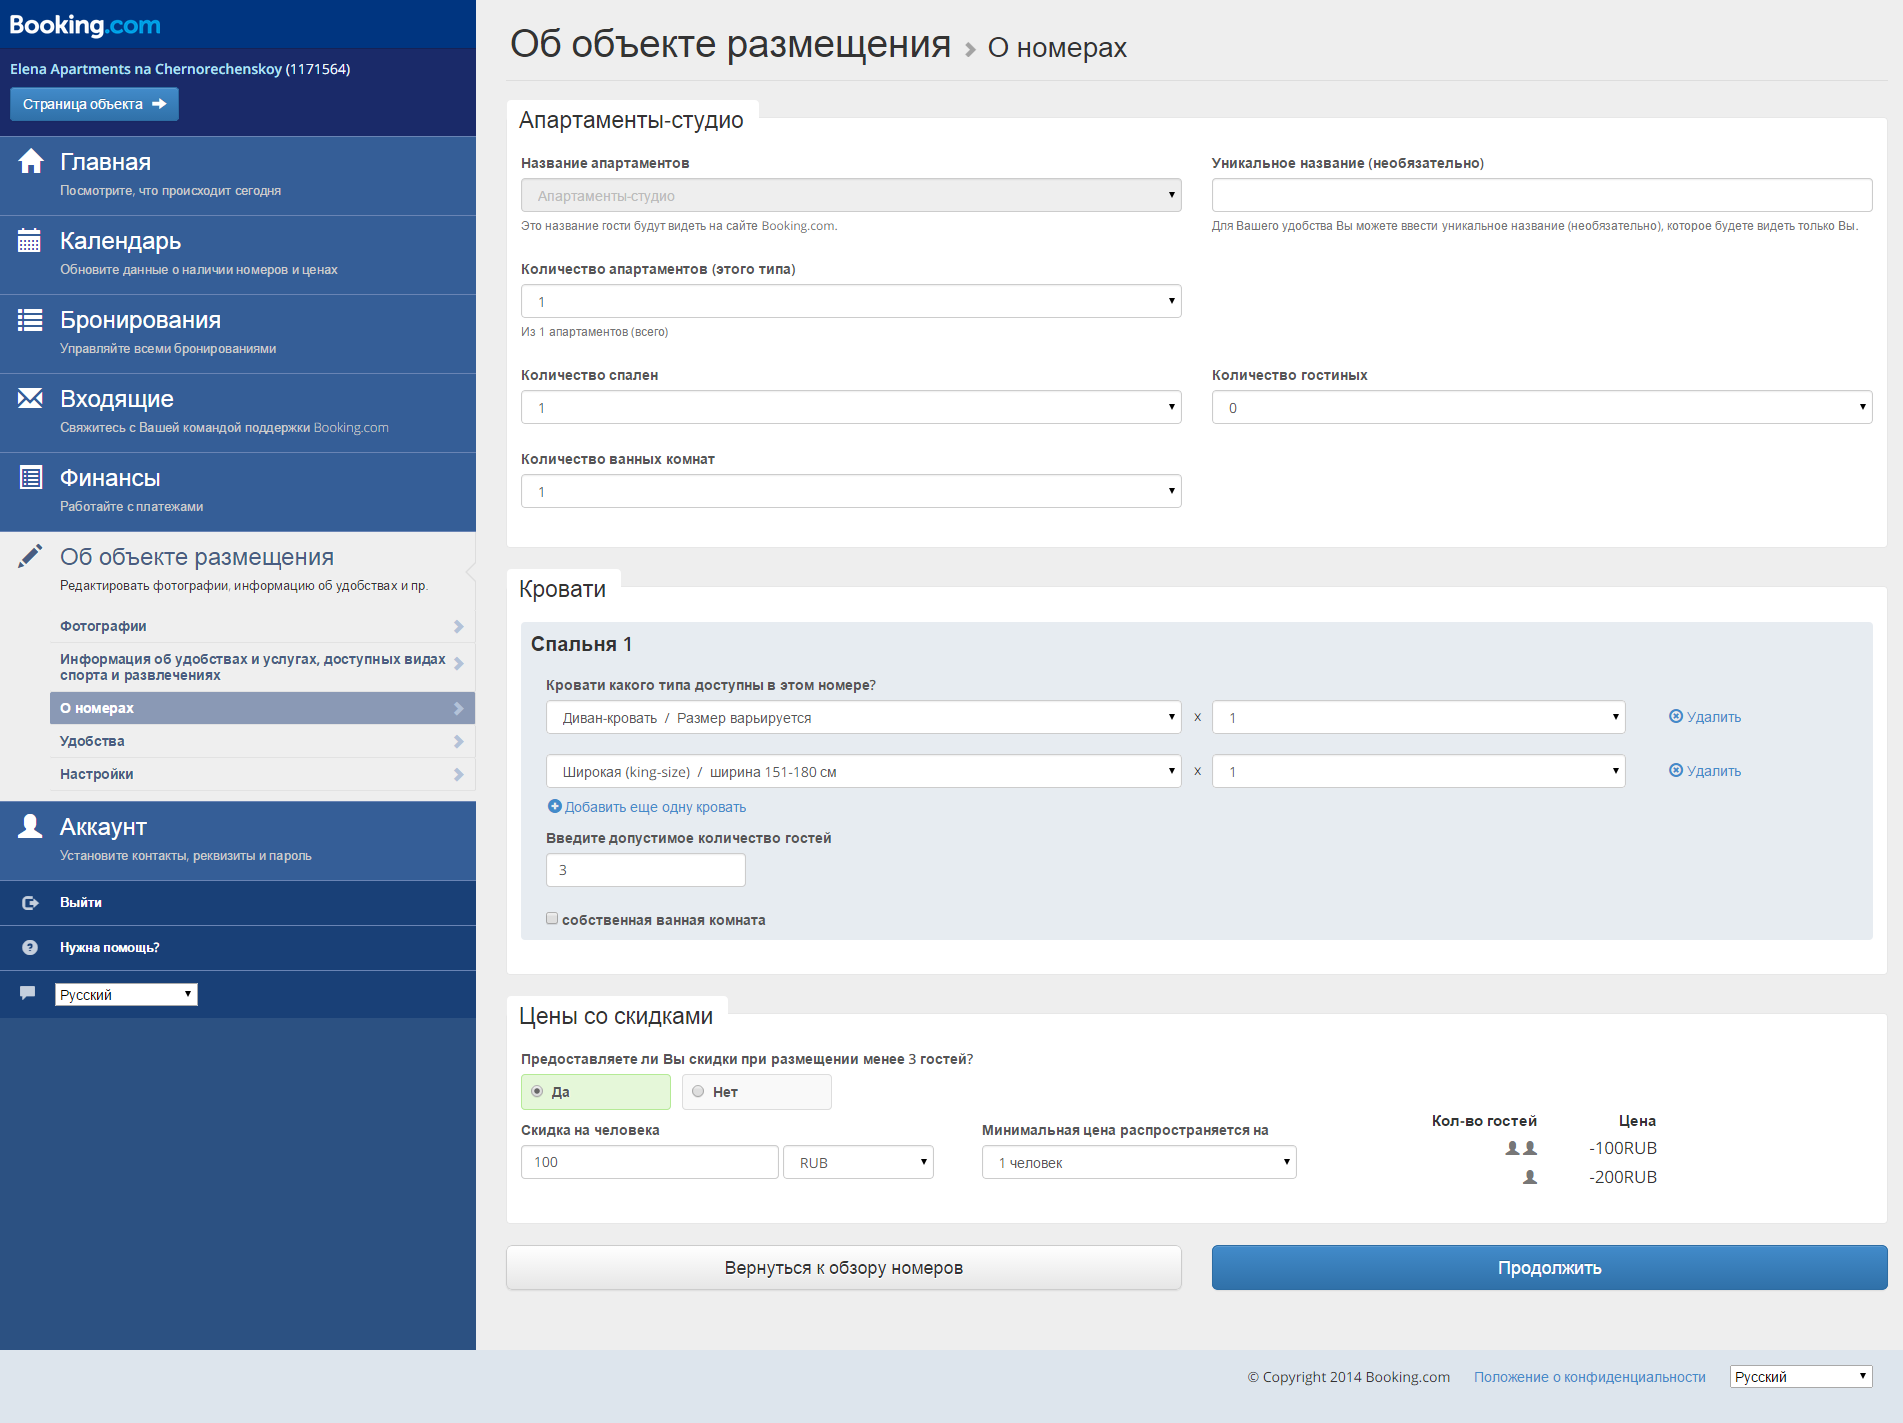 Booking.com
Elena Apartments na Chernorechenskoy (1171564)
Страница объекта
Главная
Посмотрите, что происходит сегодня
Календарь
Обновите данные о наличии номеров и ценах
Бронирования
Управляйте всеми бронированиями
Входящие
Свяжитесь с Вашей командой поддержки Booking.com
Финансы
Работайте с платежами
Об объекте размещения
Редактировать фотографии, информацию об удобствах и пр.
Фотографии
Информация об удобствах и услугах, доступных видах
спорта и развлечениях
О номерах
Удобства
Настройки
Аккаунт
Установите контакты, реквизиты и пароль
Выйти
Нужна помощь?
Русский
Об объекте размещения О номерах
Апартаменты-студио
Название апартаментов
Апартаменты-студио
Это название гости будут видеть на сайте Booking.com.
Уникальное название (необязательно)
Для Вашего удобства Вы можете ввести уникальное название (необязательно), которое будете видеть только Вы.
Количество апартаментов (этого типа)
1
Из 1 апартаментов (всего)
Количество спален
1
Количество гостиных
0
Количество ванных комнат
1
Кровати
Спальня 1
Кровати какого типа доступны в этом номере?
Диван-кровать / Размер варьируется x 1 Удалить
Широкая (king-size) / ширина 151-180 см x 1 Удалить
Добавить еще одну кровать
Введите допустимое количество гостей
3
собственная ванная комната
Цены со скидками
Предоставляете ли Вы скидки при размещении менее 3 гостей?
Да Нет
Скидка на человека
100 RUB
Минимальная цена распространяется на
1 человек
Кол-во гостей Цена
-100RUB
-200RUB
Вернуться к обзору номеров
Продолжить
© Copyright 2014 Booking.com Положение о конфиденциальности Русский